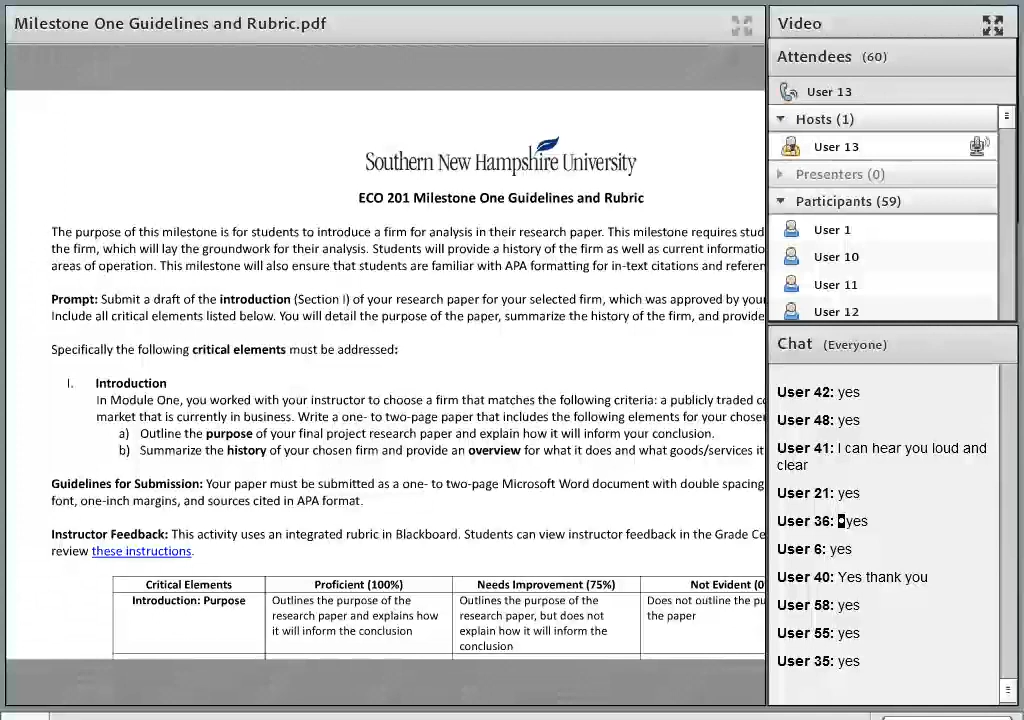 Milestone One Guidelines and Rubric.pdf
Southern New Hampshire University
ECO 201 Milestone One Guidelines and Rubric
The purpose of this milestone is for students to introduce a firm for analysis in their research paper. This milestone requires stud
the firm, which will lay the groundwork for their analysis. Students will provide a history of the firm as well as current informatio
areas of operation. This milestone will also ensure that students are familiar with APA formatting for in-text citations and referen
Prompt: Submit a draft of the introduction (Section I) of your research paper for your selected firm, which was approved by your
Include all critical elements listed below. You will detail the purpose of the paper, summarize the history of the firm, and provide
Specifically the following critical elements must be addressed:
I. Introduction
In Module One, you worked with your instructor to choose a firm that matches the following criteria: a publicly traded co
market that is currently in business. Write a one- to two-page paper that includes the following elements for your chosen
a) Outline the purpose of your final project research paper and explain how it will inform your conclusion.
b) Summarize the history of your chosen firm and provide an overview for what it does and what goods/services it
Guidelines for Submission: Your paper must be submitted as a one- to two-page Microsoft Word document with double spacing
font, one-inch margins, and sources cited in APA format.
Instructor Feedback: This activity uses an integrated rubric in Blackboard. Students can view instructor feedback in the Grade Ce
review these instructions.
Critical Elements Proficient (100%) Needs Improvement (75%) Not Evident (0
Introduction: Purpose Outlines the purpose of the Outlines the purpose of the Does not outline the pu
research paper and explains how research paper, but does not the paper
it will inform the conclusion explain how it will inform the
conclusion
Video
Attendees (60)
User 13
Hosts (1)
User 13
Presenters (0)
Participants (59)
User 1
User 10
User 11
User 12
Chat (Everyone)
User 42: yes
User 48: yes
User 41: I can hear you loud and
clear
User 21: yes
User 36: yes
User 6: yes
User 40: Yes thank you
User 58: yes
User 55: yes
User 35: yes